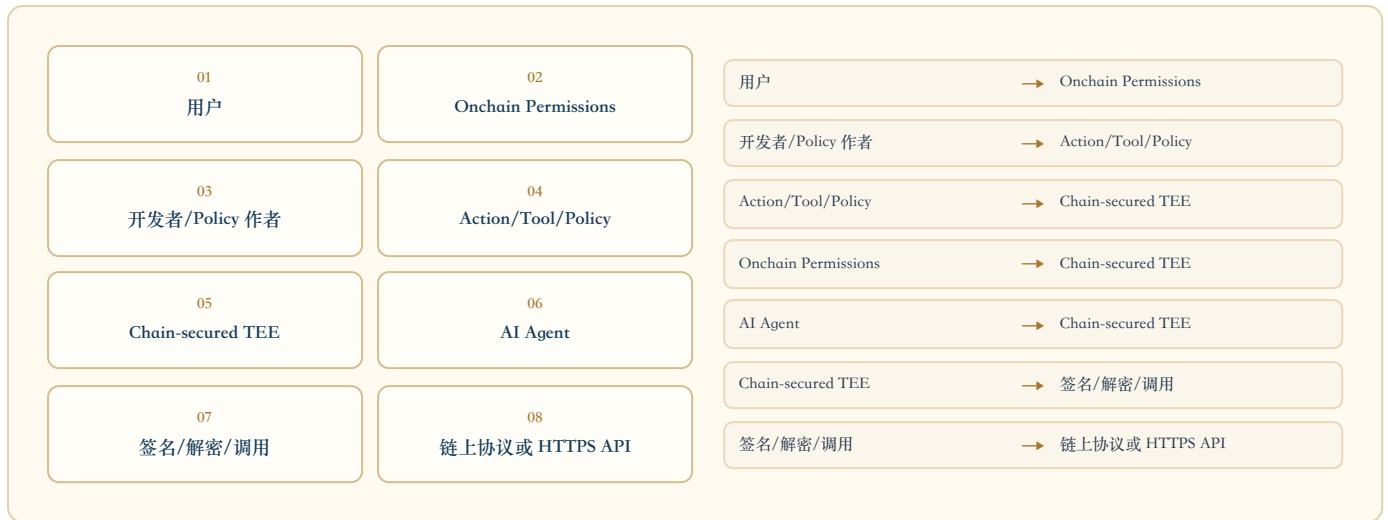 01
用户
02
Onchain Permissions
03
开发者/Policy 作者
04
Action/Tool/Policy
05
Chain-secured TEE
06
AI Agent
07
签名/解密/调用
08
链上协议或 HTTPS API
用户 → Onchain Permissions
开发者/Policy 作者 → Action/Tool/Policy
Action/Tool/Policy → Chain-secured TEE
Onchain Permissions → Chain-secured TEE
AI Agent → Chain-secured TEE
Chain-secured TEE → 签名/解密/调用
签名/解密/调用 → 链上协议或 HTTPS API